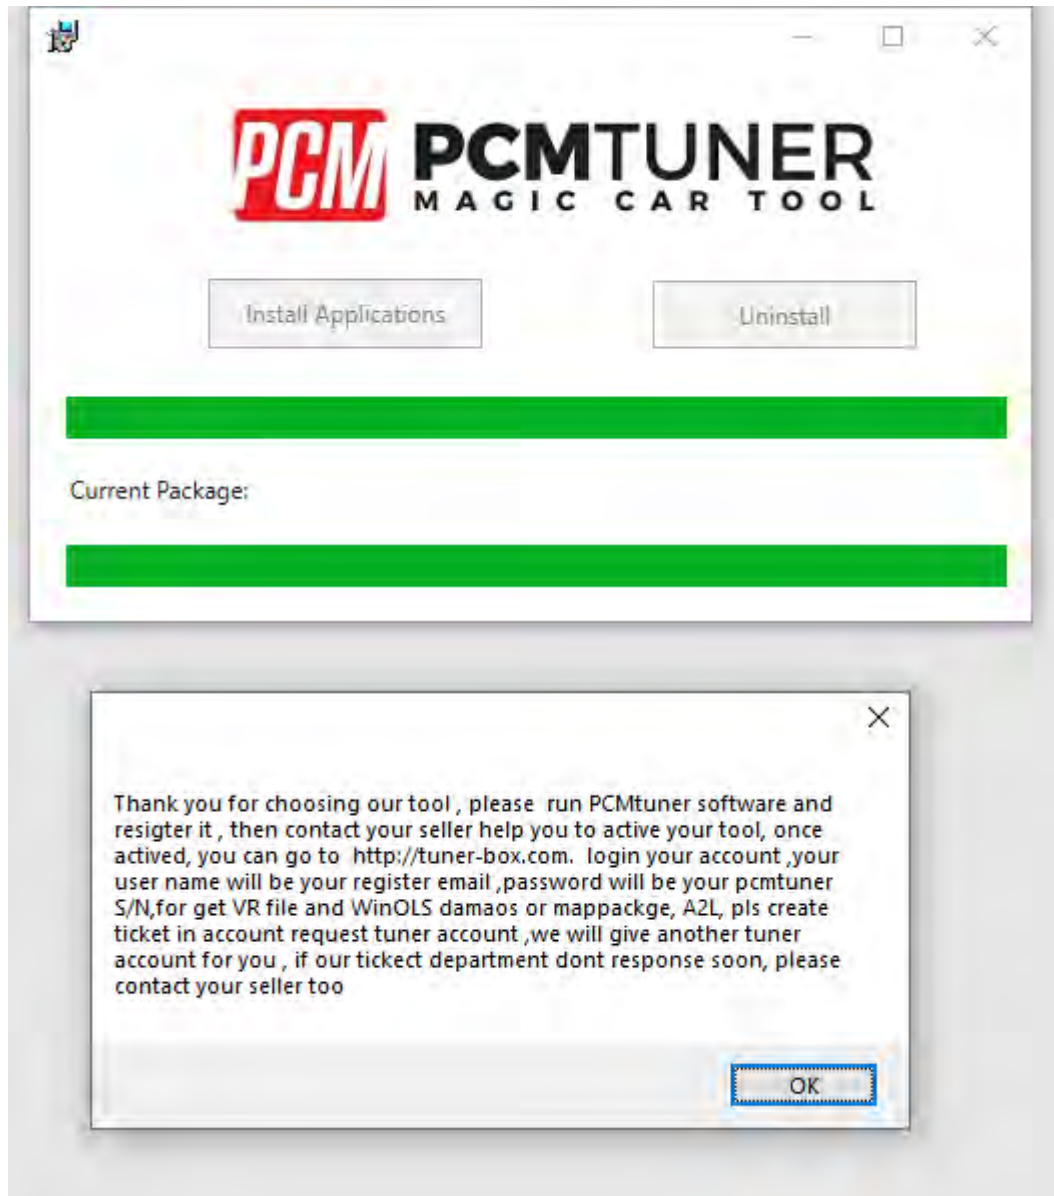 PCM PCMTUNER
MAGIC CAR TOOL
Install Applications
Uninstall
Current Package:
Thank you for choosing our tool , please  run PCMtuner software and
resigter it , then contact your seller help you to active your tool, once
actived, you can go to  http://tuner-box.com.  login your account ,your
user name will be your register email ,password will be your pcmtuner
S/N,for get VR file and WinOLS damaos or mappackge, A2L, pls create
ticket in account request tuner account ,we will give another tuner
account for you , if our tickect department dont response soon, please
contact your seller too
OK